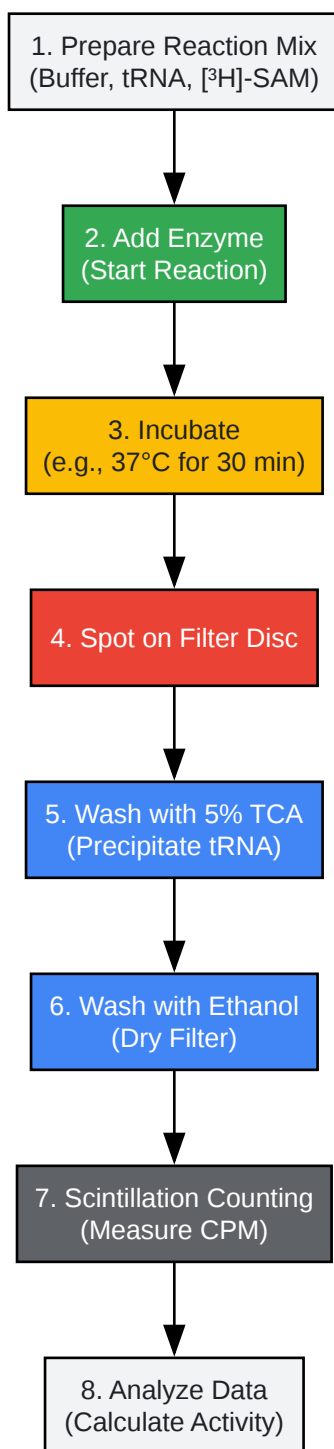 1. Prepare Reaction Mix
(Buffer, tRNA, [³H]-SAM)
2. Add Enzyme
(Start Reaction)
3. Incubate
(e.g., 37°C for 30 min)
4. Spot on Filter Disc
5. Wash with 5% TCA
(Precipitate tRNA)
6. Wash with Ethanol
(Dry Filter)
7. Scintillation Counting
(Measure CPM)
8. Analyze Data
(Calculate Activity)